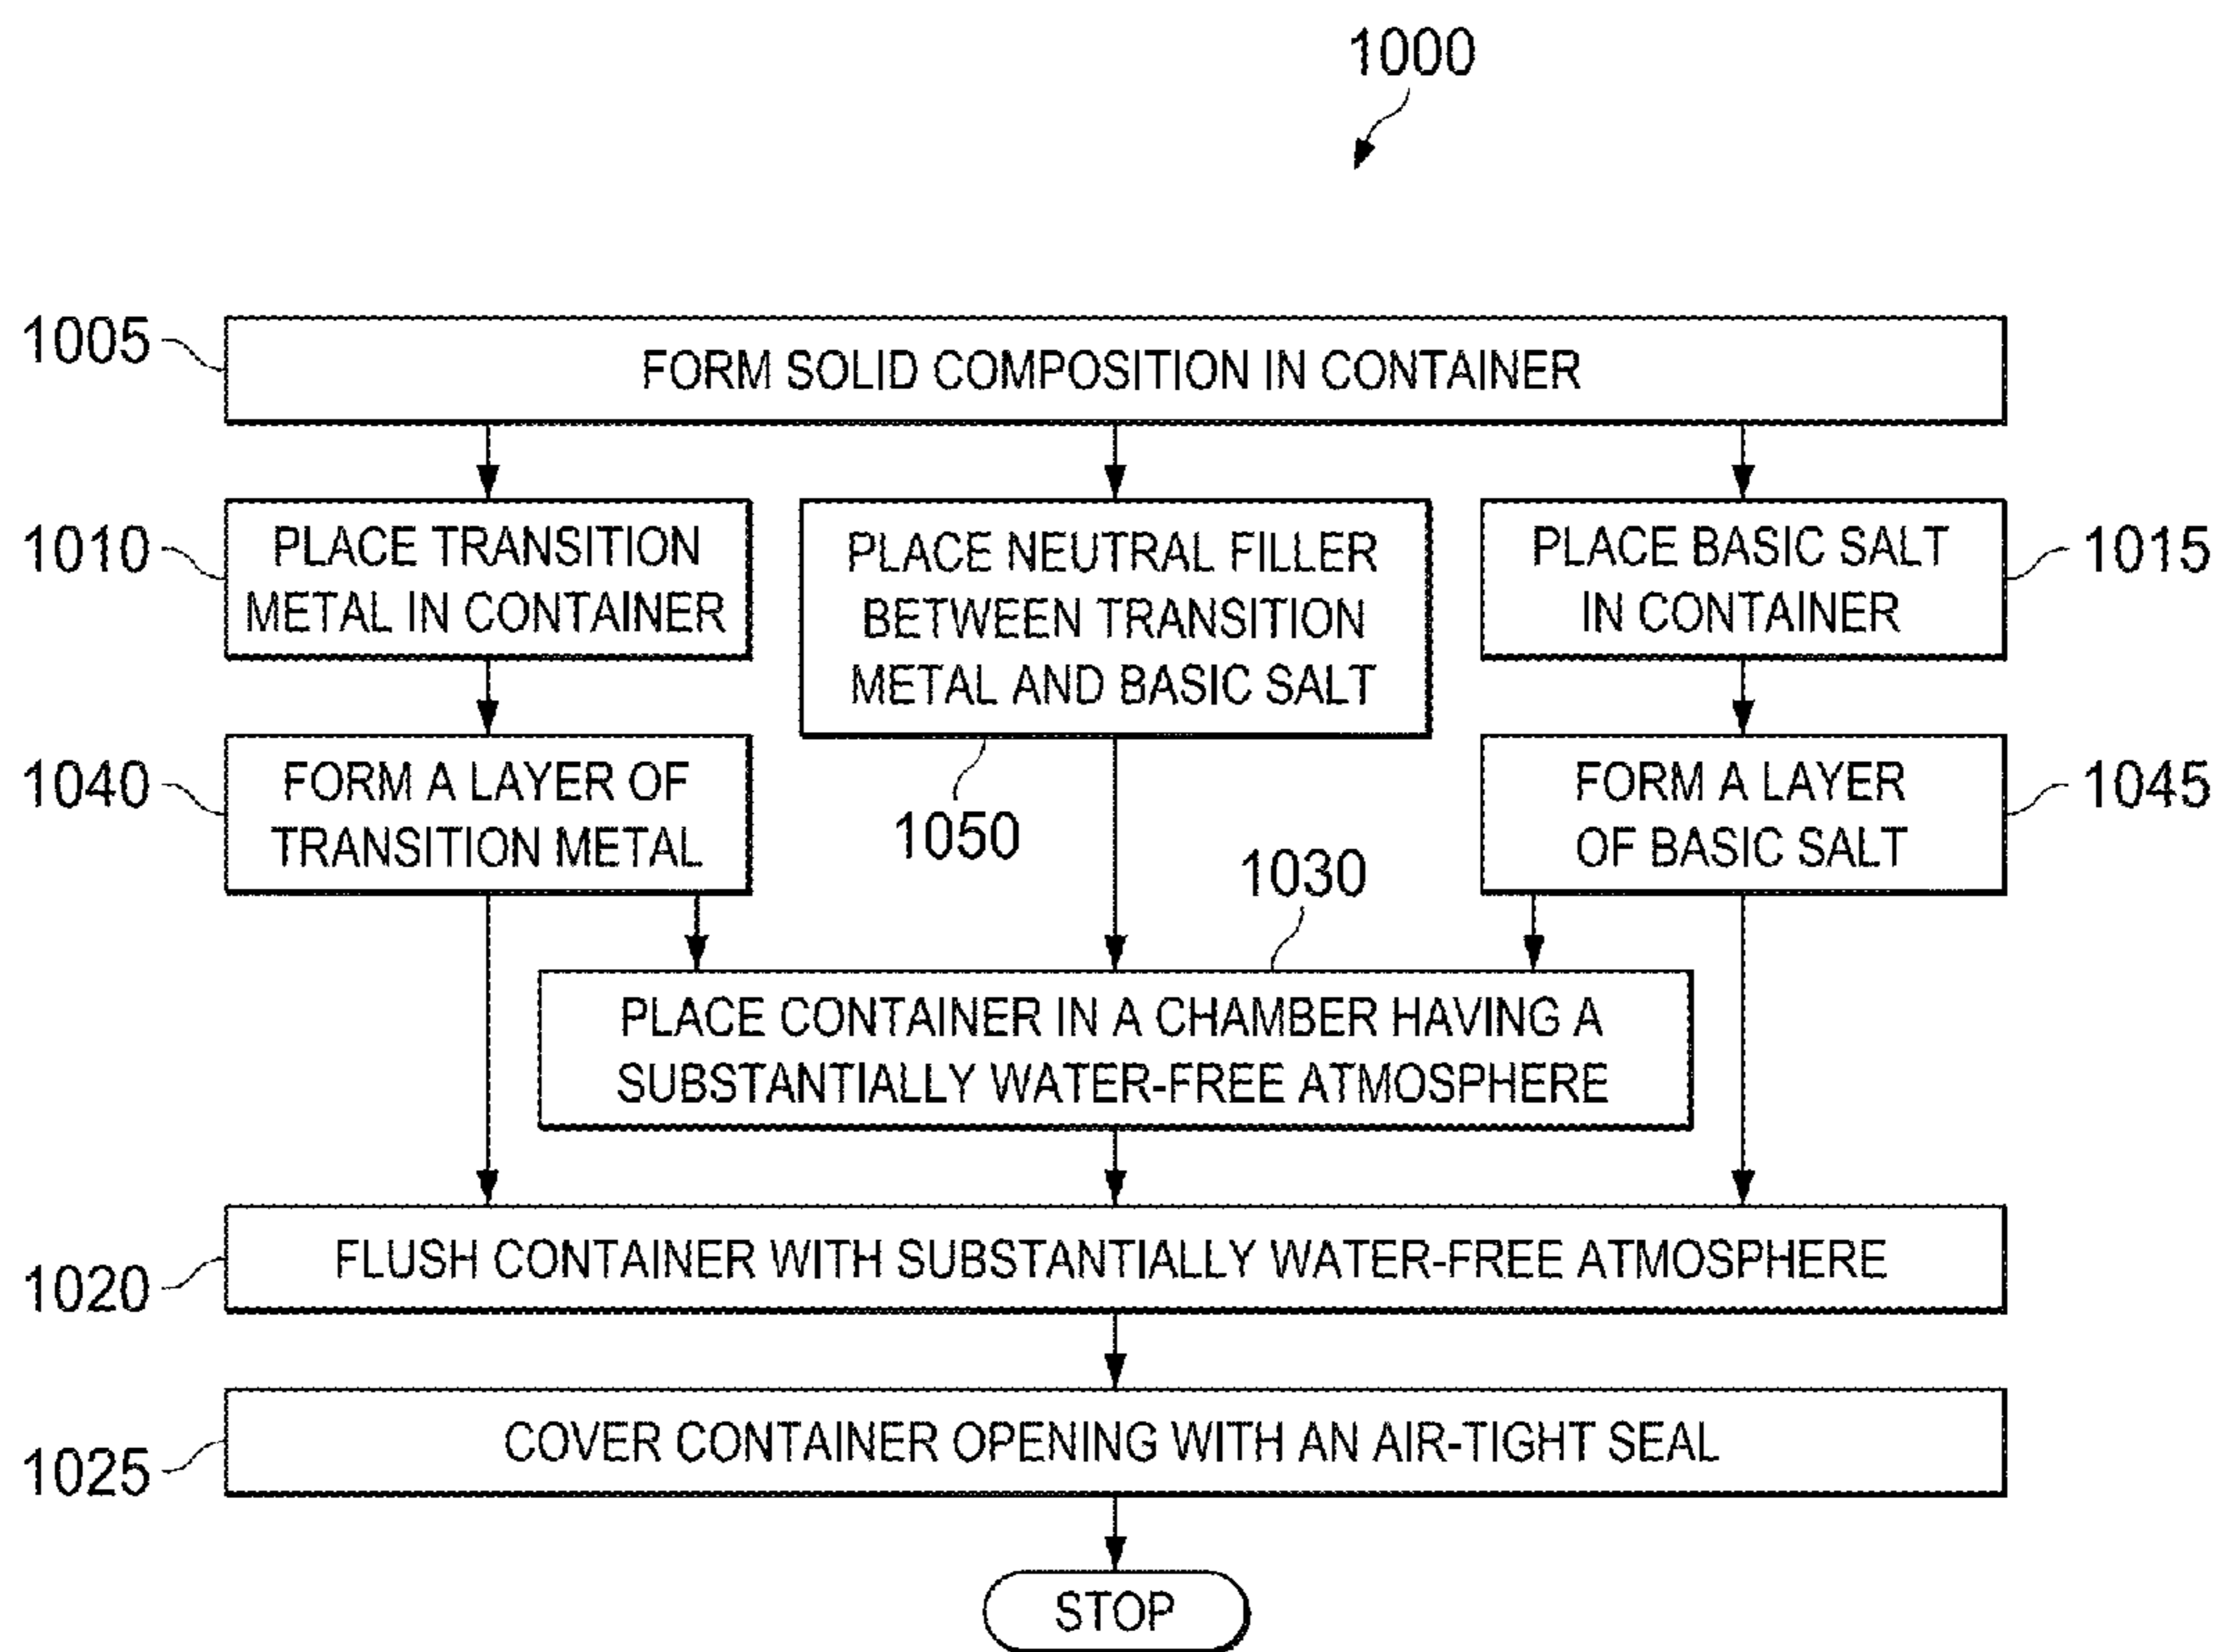 1000
1005
FORM SOLID COMPOSITION IN CONTAINER
1010
PLACE TRANSITION
METAL IN CONTAINER
PLACE NEUTRAL FILLER
BETWEEN TRANSITION
METAL AND BASIC SALT
PLACE BASIC SALT
IN CONTAINER
1015
1040
FORM A LAYER OF
TRANSITION METAL
1050
FORM A LAYER
OF BASIC SALT
1045
1030
PLACE CONTAINER IN A CHAMBER HAVING A
SUBSTANTIALLY WATER-FREE ATMOSPHERE
1020
FLUSH CONTAINER WITH SUBSTANTIALLY WATER-FREE ATMOSPHERE
1025
COVER CONTAINER OPENING WITH AN AIR-TIGHT SEAL
STOP